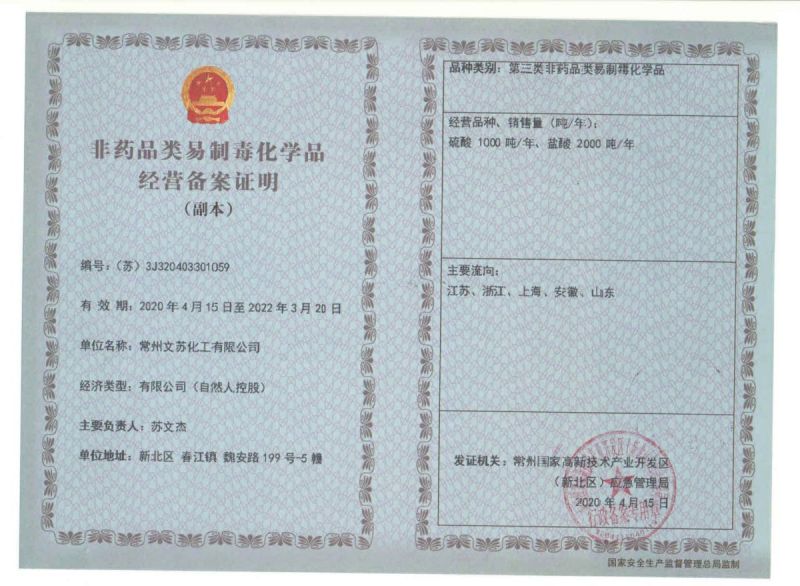 非药品类易制毒化学品
经营备案证明
（副本）
编号：（苏）3J320403301059
有 效 期：2020 年 4 月 15 日至 2022 年 3 月 20 日
单位名称：常州文苏化工有限公司
经济类型：有限公司（自然人控股）
主要负责人：苏文杰
单位地址：新北区 春江镇 魏安路 199 号-5 幢
品种类别：第三类非药品类易制毒化学品
经营品种、销售量（吨/年）：
硫酸 1000 吨/年、盐酸 2000 吨/年
主要流向：
江苏、浙江、上海、安徽、山东
发证机关：常州国家高新技术产业开发区
（新北区）应急管理局
2020 年 4 月 15 日
行政备案专用章
国家安全生产监督管理总局监制